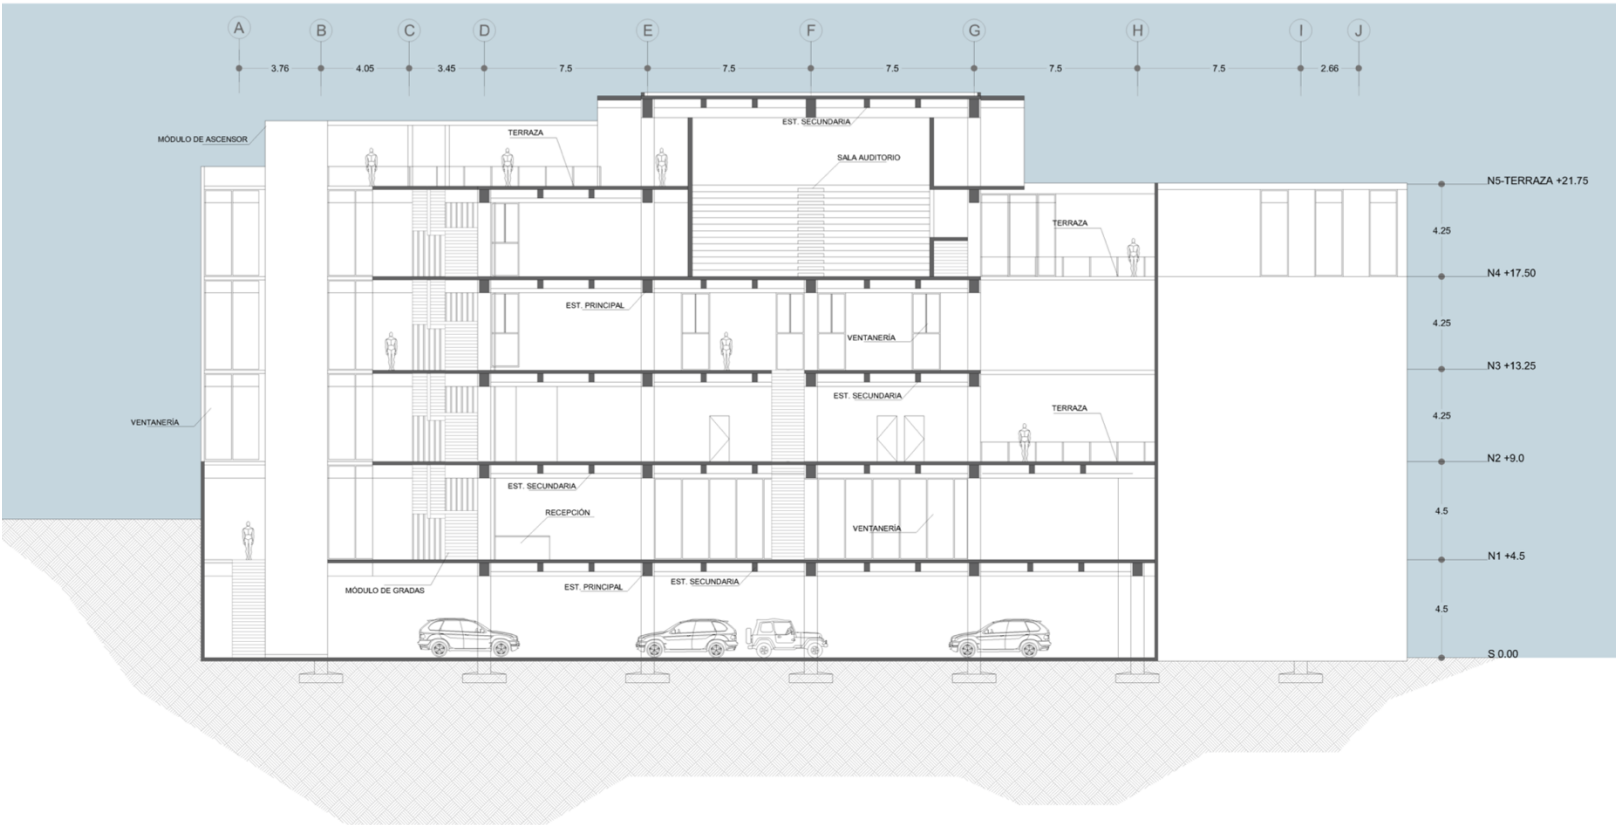 A B C D E F G H I J
3.76 4.05 3.45 7.5 7.5 7.5 7.5 7.5 2.66
EST. SECUNDARIA
TERRAZA
MÓDULO DE ASCENSOR
SALA AUDITORIO
N5-TERRAZA +21.75
TERRAZA
4.25
N4 +17.50
EST. PRINCIPAL
4.25
VENTANERÍA
N3 +13.25
EST. SECUNDARIA
TERRAZA
4.25
VENTANERÍA
N2 +9.0
EST. SECUNDARIA
RECEPCIÓN
4.5
VENTANERÍA
N1 +4.5
EST. SECUNDARIA
EST. PRINCIPAL
MÓDULO DE GRADAS
4.5
S 0.00